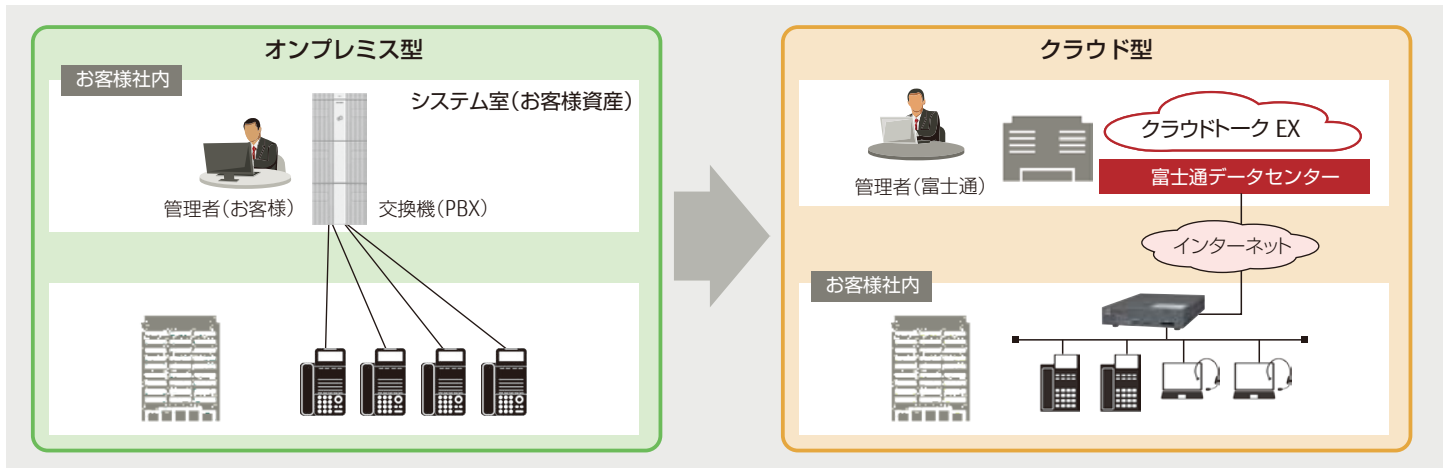 オンプレミス型
お客様社内
システム室(お客様資産)
管理者(お客様)
交換機(PBX)
クラウド型
クラウドトーク EX
管理者(富士通)
富士通データセンター
インターネット
お客様社内